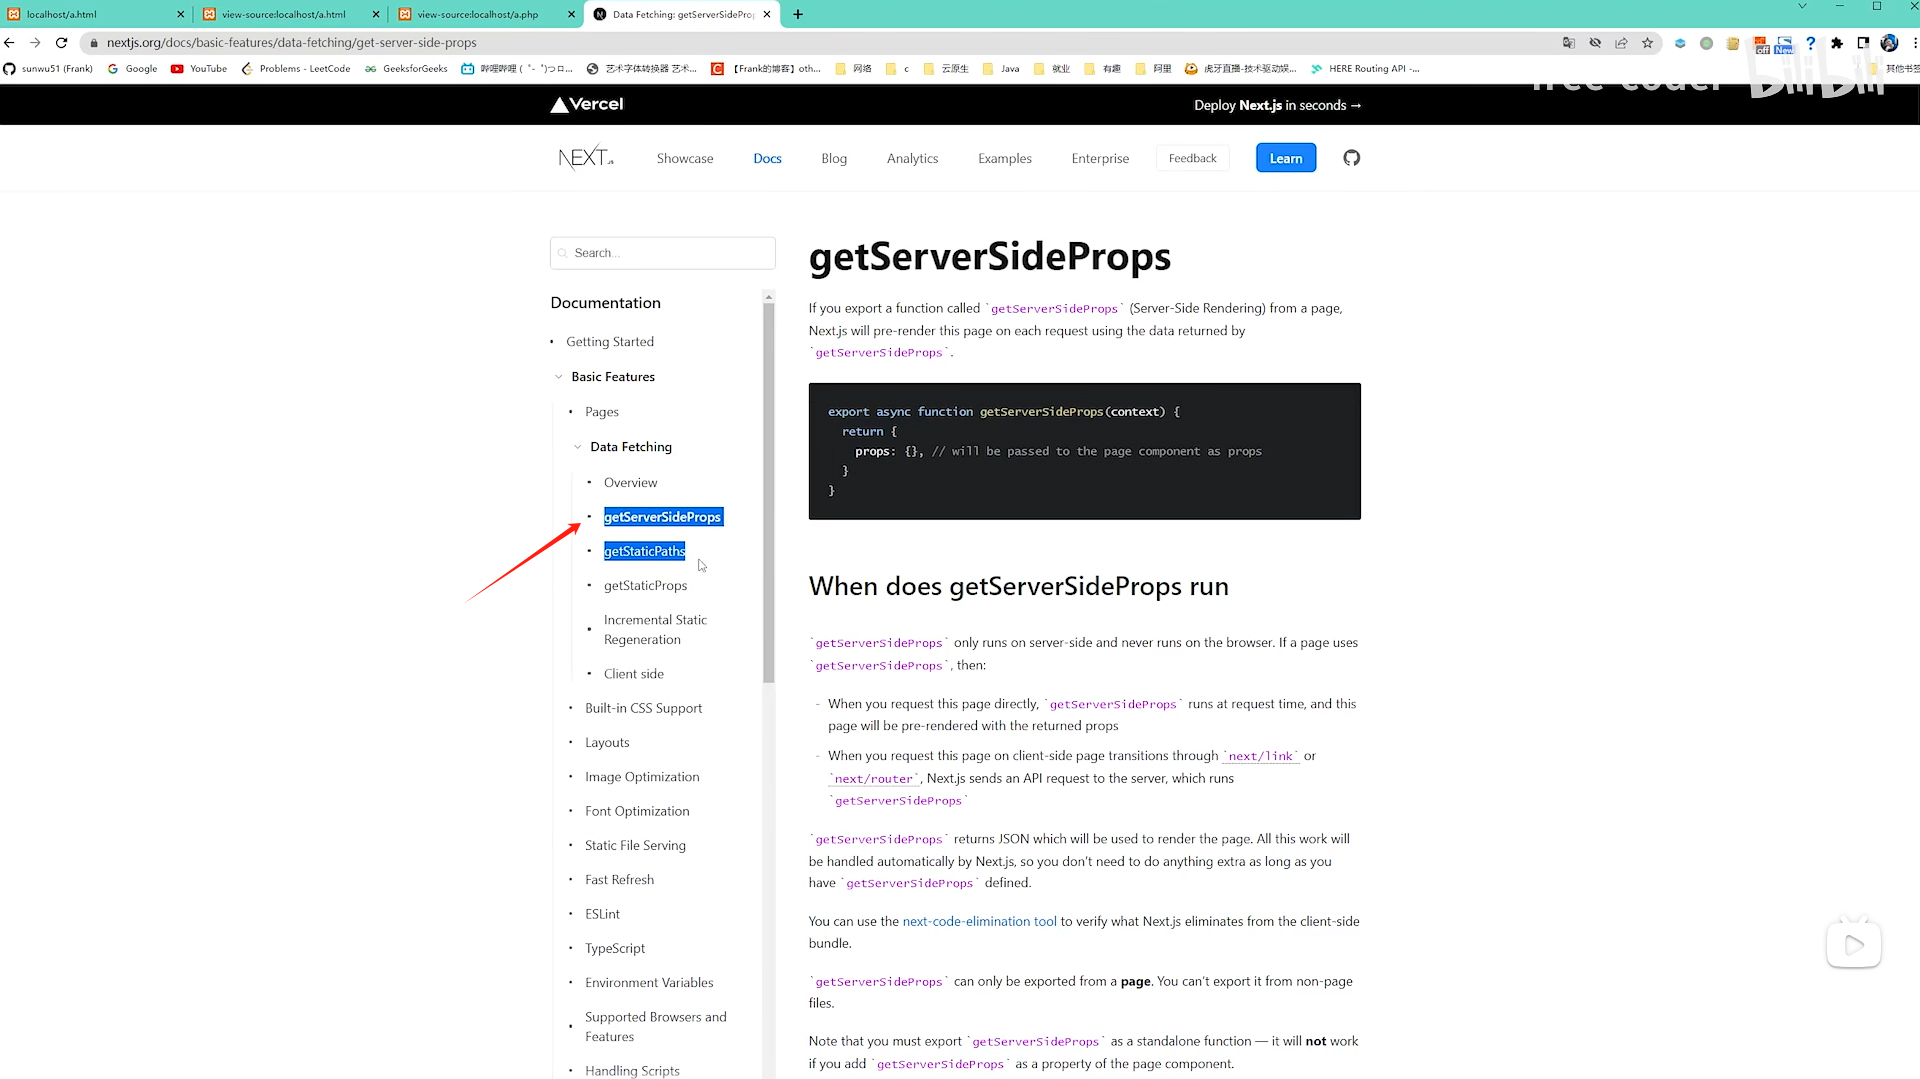 localhost/a.html
view-source:localhost/a.html
view-source:localhost/a.php
Data Fetching: getServerSidePro
nextjs.org/docs/basic-features/data-fetching/get-server-side-props
sunwu51 (Frank)
Google
YouTube
Problems - LeetCode
GeeksforGeeks
哔哩哔哩 ( ゜- ゜)つロ...
艺术字体转换器 艺术...
【Frank的博客】oth...
网络
c
云原生
Java
就业
有趣
阿里
虎牙直播-技术驱动娱...
HERE Routing API -...
其他书签
off
New
free-coder
bilibili
Vercel
Deploy Next.js in seconds →
NEXT.JS
Showcase
Docs
Blog
Analytics
Examples
Enterprise
Feedback
Learn
Search...
Documentation
Getting Started
Basic Features
Pages
Data Fetching
Overview
getServerSideProps
getStaticPaths
getStaticProps
Incremental Static
Regeneration
Client side
Built-in CSS Support
Layouts
Image Optimization
Font Optimization
Static File Serving
Fast Refresh
ESLint
TypeScript
Environment Variables
Supported Browsers and
Features
Handling Scripts
getServerSideProps
If you export a function called `getServerSideProps` (Server-Side Rendering) from a page,
Next.js will pre-render this page on each request using the data returned by
`getServerSideProps`.
export async function getServerSideProps(context) {
return {
props: {}, // will be passed to the page component as props
}
}
When does getServerSideProps run
`getServerSideProps` only runs on server-side and never runs on the browser. If a page uses
`getServerSideProps`, then:
- When you request this page directly, `getServerSideProps` runs at request time, and this
page will be pre-rendered with the returned props
- When you request this page on client-side page transitions through `next/link` or
`next/router`, Next.js sends an API request to the server, which runs
`getServerSideProps`
`getServerSideProps` returns JSON which will be used to render the page. All this work will
be handled automatically by Next.js, so you don't need to do anything extra as long as you
have `getServerSideProps` defined.
You can use the next-code-elimination tool to verify what Next.js eliminates from the client-side
bundle.
`getServerSideProps` can only be exported from a page. You can't export it from non-page
files.
Note that you must export `getServerSideProps` as a standalone function — it will not work
if you add `getServerSideProps` as a property of the page component.